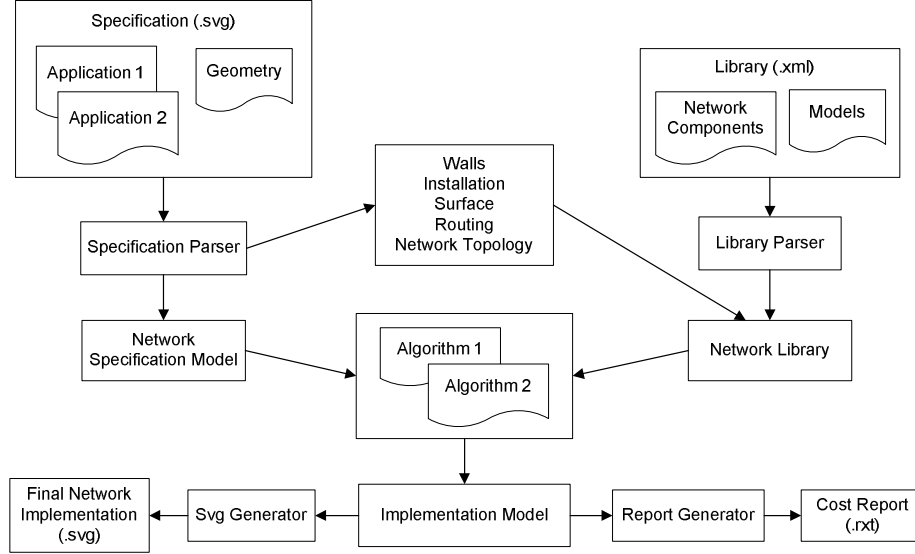 Specification (.svg)
Application 1
Application 2
Geometry
Library (.xml)
Network
Components
Models
Walls
Installation
Surface
Routing
Network Topology
Specification Parser
Library Parser
Network
Specification Model
Algorithm 1
Algorithm 2
Network Library
Final Network
Implementation
(.svg)
Svg Generator
Implementation Model
Report Generator
Cost Report
(.rxt)